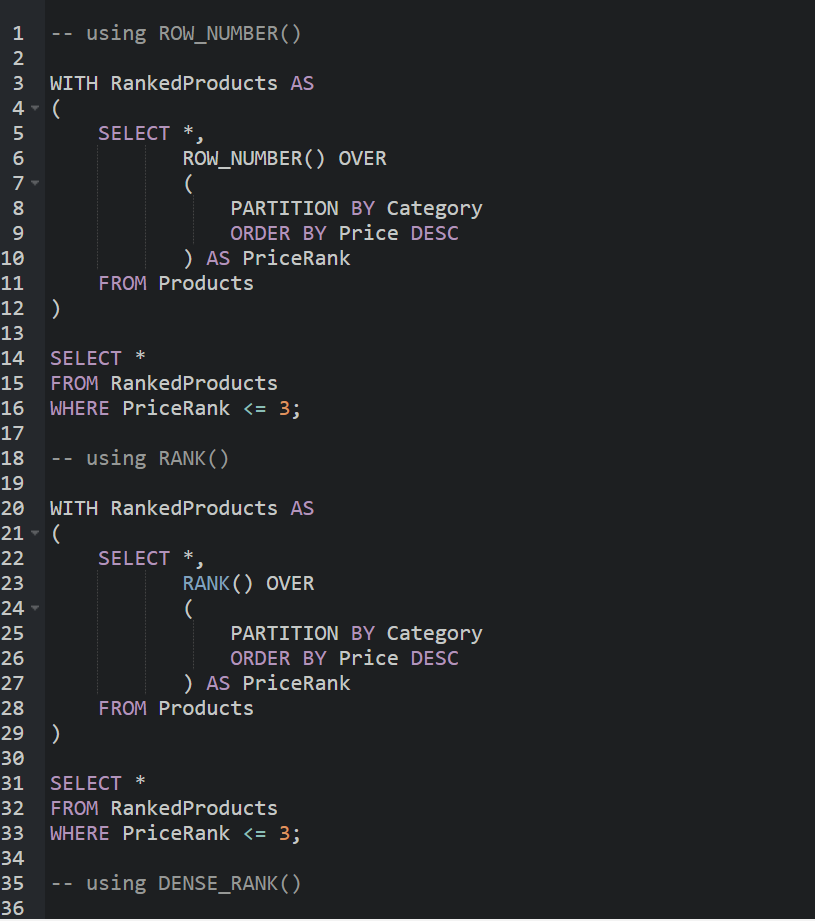 1 -- using ROW_NUMBER()
2
3 WITH RankedProducts AS
4 (
5     SELECT *,
6            ROW_NUMBER() OVER
7            (
8                PARTITION BY Category
9                ORDER BY Price DESC
10            ) AS PriceRank
11     FROM Products
12 )
13
14 SELECT *
15 FROM RankedProducts
16 WHERE PriceRank <= 3;
17
18 -- using RANK()
19
20 WITH RankedProducts AS
21 (
22     SELECT *,
23            RANK() OVER
24            (
25                PARTITION BY Category
26                ORDER BY Price DESC
27            ) AS PriceRank
28     FROM Products
29 )
30
31 SELECT *
32 FROM RankedProducts
33 WHERE PriceRank <= 3;
34
35 -- using DENSE_RANK()
36